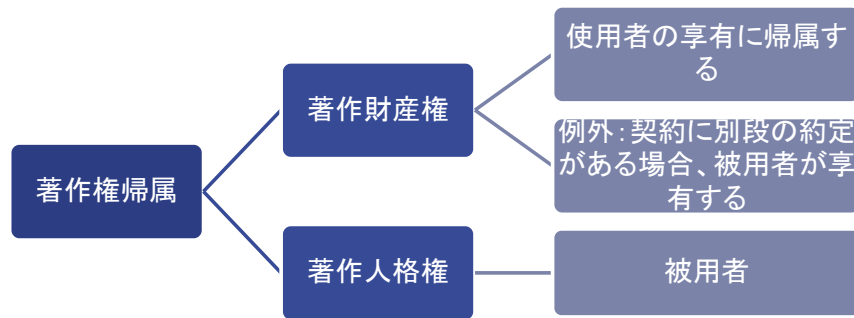 著作権帰属
著作財産権
使用者の享有に帰属す
る
例外：契約に別段の約定
がある場合、被用者が享
有する
著作人格権
被用者